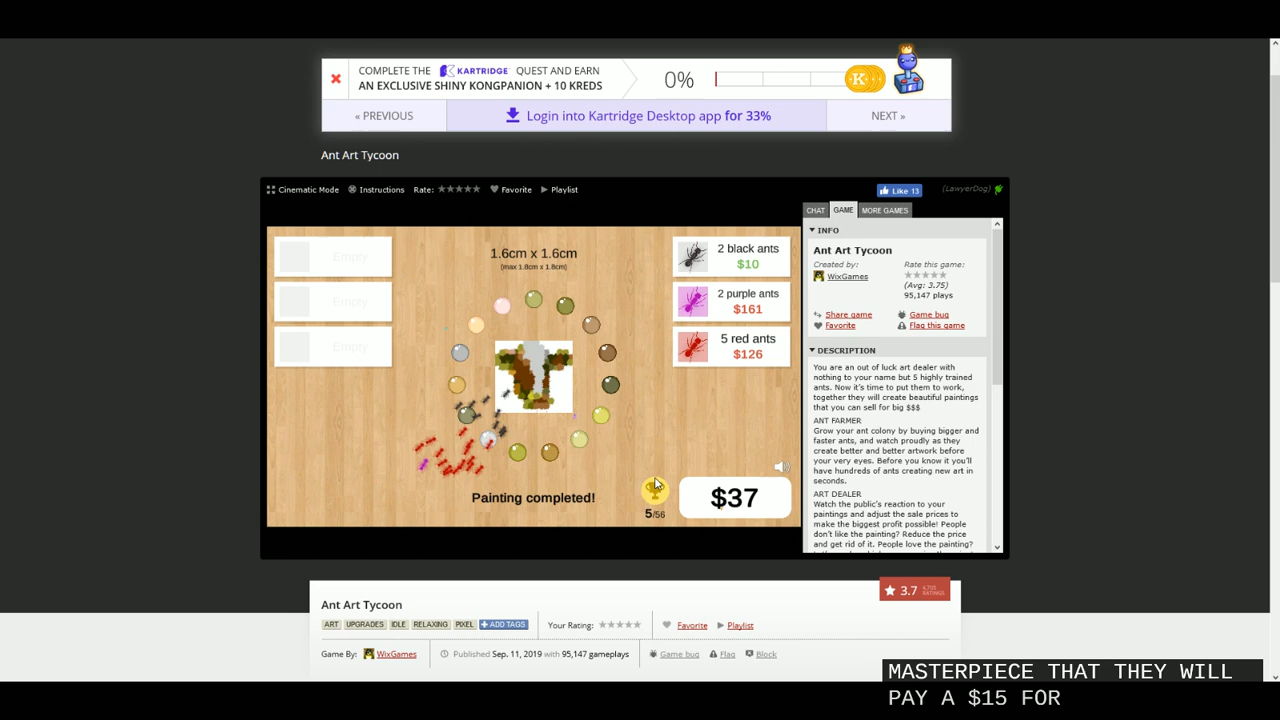 COMPLETE THE KARTRIDGE QUEST AND EARN
AN EXCLUSIVE SHINY KONGPANION + 10 KREDS
0%
K
« PREVIOUS
Login into Kartridge Desktop app for 33%
NEXT »
Ant Art Tycoon
Cinematic Mode
Instructions
Rate:
Favorite
Playlist
Like 13
(LawyerDog)
CHAT
GAME
MORE GAMES
Empty
Empty
Empty
1.6cm x 1.6cm
(max 1.8cm x 1.8cm)
2 black ants
$10
2 purple ants
$161
5 red ants
$126
Painting completed!
5/56
$37
INFO
Ant Art Tycoon
Created by:
WixGames
Rate this game:
(Avg: 3.75)
95,147 plays
Share game
Game bug
Favorite
Flag this game
DESCRIPTION
You are an out of luck art dealer with
nothing to your name but 5 highly trained
ants. Now it's time to put them to work,
together they will create beautiful paintings
that you can sell for big $$$
ANT FARMER
Grow your ant colony by buying bigger and
faster ants, and watch proudly as they
create better and better artwork before
your very eyes. Before you know it you'll
have hundreds of ants creating new art in
seconds.
ART DEALER
Watch the public's reaction to your
paintings and adjust the sale prices to
make the biggest profit possible! People
don't like the painting? Reduce the price
and get rid of it. People love the painting?
Ant Art Tycoon
3.7
RATINGS
ART
UPGRADES
IDLE
RELAXING
PIXEL
ADD TAGS
Your Rating:
Favorite
Playlist
Game By:
WixGames
Published Sep. 11, 2019 with 95,147 gameplays
Game bug
Flag
Block
MASTERPIECE THAT THEY WILL
PAY A $15 FOR